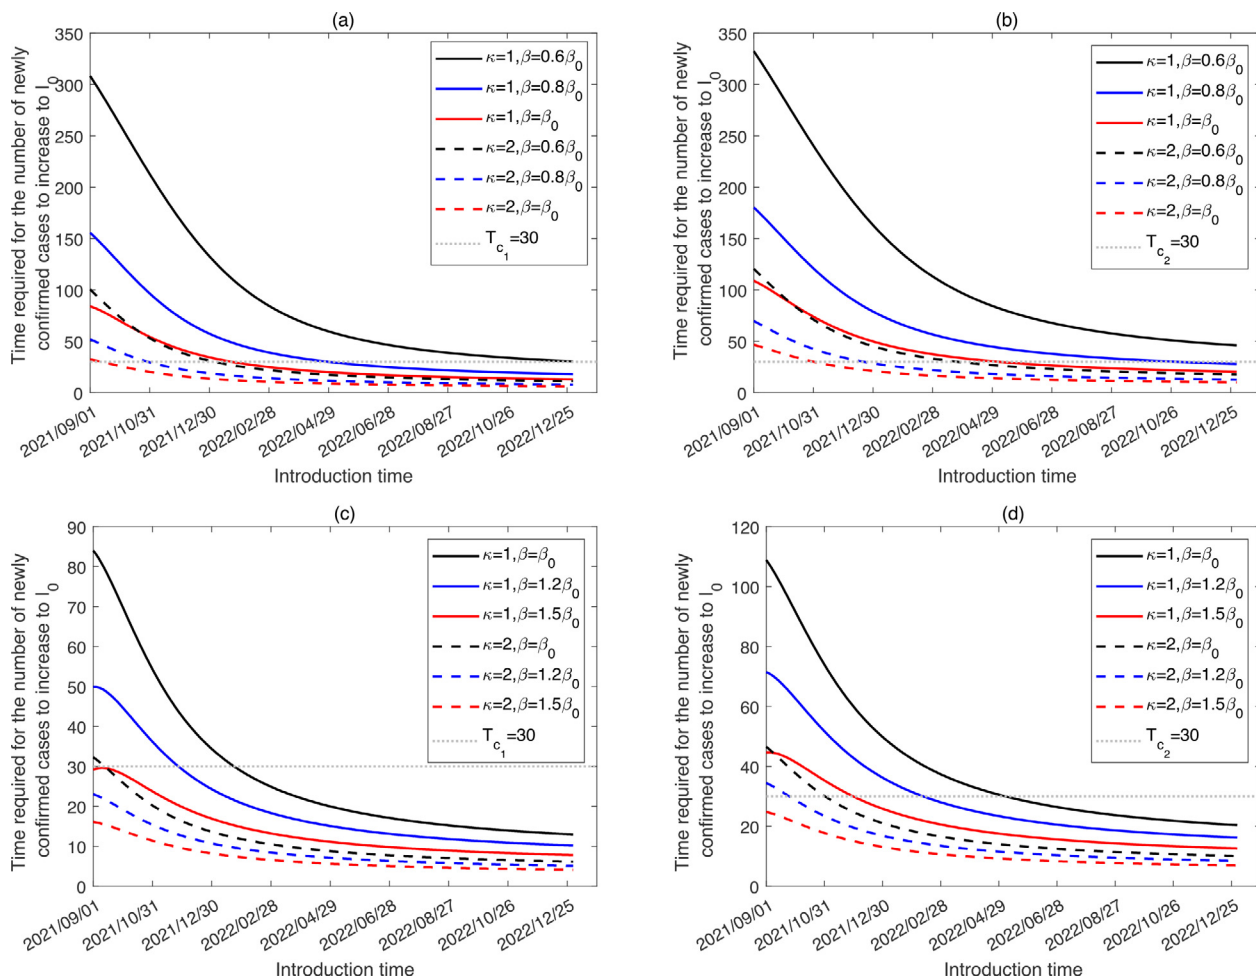 (a)
Time required for the number of newly
confirmed cases to increase to I0
350
300
250
200
150
100
50
0
κ=1,β=0.6β0
κ=1,β=0.8β0
κ=1,β=β0
κ=2,β=0.6β0
κ=2,β=0.8β0
κ=2,β=β0
Tc1=30
2021/09/01
2021/10/31
2021/12/30
2022/02/28
2022/04/29
2022/06/28
2022/08/27
2022/10/26
2022/12/25
Introduction time
(b)
Time required for the number of newly
confirmed cases to increase to I0
350
300
250
200
150
100
50
0
κ=1,β=0.6β0
κ=1,β=0.8β0
κ=1,β=β0
κ=2,β=0.6β0
κ=2,β=0.8β0
κ=2,β=β0
Tc2=30
2021/09/01
2021/10/31
2021/12/30
2022/02/28
2022/04/29
2022/06/28
2022/08/27
2022/10/26
2022/12/25
Introduction time
(c)
Time required for the number of newly
confirmed cases to increase to I0
90
80
70
60
50
40
30
20
10
0
κ=1,β=β0
κ=1,β=1.2β0
κ=1,β=1.5β0
κ=2,β=β0
κ=2,β=1.2β0
κ=2,β=1.5β0
Tc1=30
2021/09/01
2021/10/31
2021/12/30
2022/02/28
2022/04/29
2022/06/28
2022/08/27
2022/10/26
2022/12/25
Introduction time
(d)
Time required for the number of newly
confirmed cases to increase to I0
120
100
80
60
40
20
0
κ=1,β=β0
κ=1,β=1.2β0
κ=1,β=1.5β0
κ=2,β=β0
κ=2,β=1.2β0
κ=2,β=1.5β0
Tc2=30
2021/09/01
2021/10/31
2021/12/30
2022/02/28
2022/04/29
2022/06/28
2022/08/27
2022/10/26
2022/12/25
Introduction time